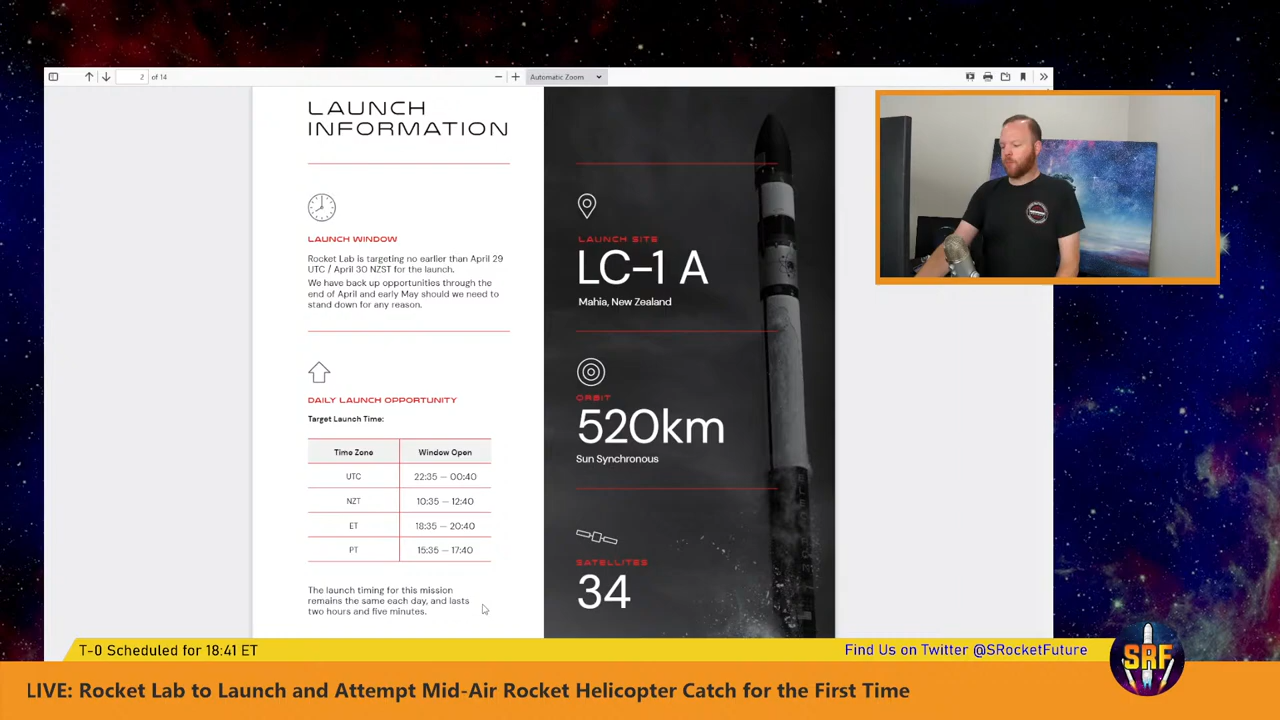 2 of 14
Automatic Zoom
LAUNCH
INFORMATION
LAUNCH WINDOW
Rocket Lab is targeting no earlier than April 29
UTC / April 30 NZST for the launch.
We have back up opportunities through the
end of April and early May should we need to
stand down for any reason.
DAILY LAUNCH OPPORTUNITY
Target Launch Time:
Time Zone Window Open
UTC 22:35 — 00:40
NZT 10:35 — 12:40
ET 18:35 — 20:40
PT 15:35 — 17:40
The launch timing for this mission
remains the same each day, and lasts
two hours and five minutes.
LAUNCH SITE
LC-1 A
Mahia, New Zealand
ORBIT
520km
Sun Synchronous
SATELLITES
34
ELECTRON
T-0 Scheduled for 18:41 ET
Find Us on Twitter @SRocketFuture
SRF
LIVE: Rocket Lab to Launch and Attempt Mid-Air Rocket Helicopter Catch for the First Time